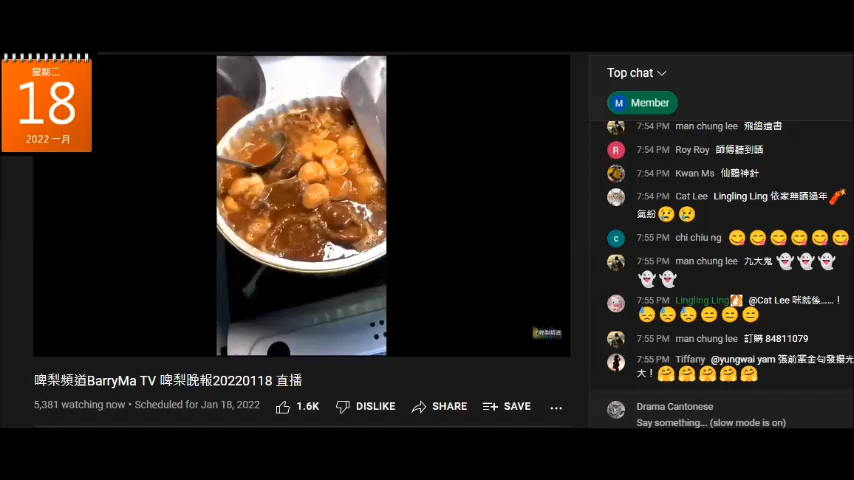 星期二
18
2022 一月
啤梨頻道BarryMa TV 啤梨晚報20220118 直播
5,381 watching now • Scheduled for Jan 18, 2022
1.6K
DISLIKE
SHARE
SAVE
Top chat
M Member
7:54 PM man chung lee 飛鴿遺書
7:54 PM Roy Roy 師傅聽到晒
7:54 PM Kwan Ms 仙鶴神針
7:54 PM Cat Lee Lingling Ling 依家無晒過年🧨
氣紛😢😢
7:55 PM chi chiu ng 😋😋😋😋😋😋
7:55 PM man chung lee 九大鬼👻👻👻
👻👻
7:55 PM Lingling Ling @Cat Lee 咪就係……！
😓😓😓😑😑😑
7:55 PM man chung lee 訂購 84811079
7:55 PM Tiffany @yungwai yam 張前輩金句發揚光
大！🤗🤗🤗🤗🤗
Drama Cantonese
Say something... (slow mode is on)